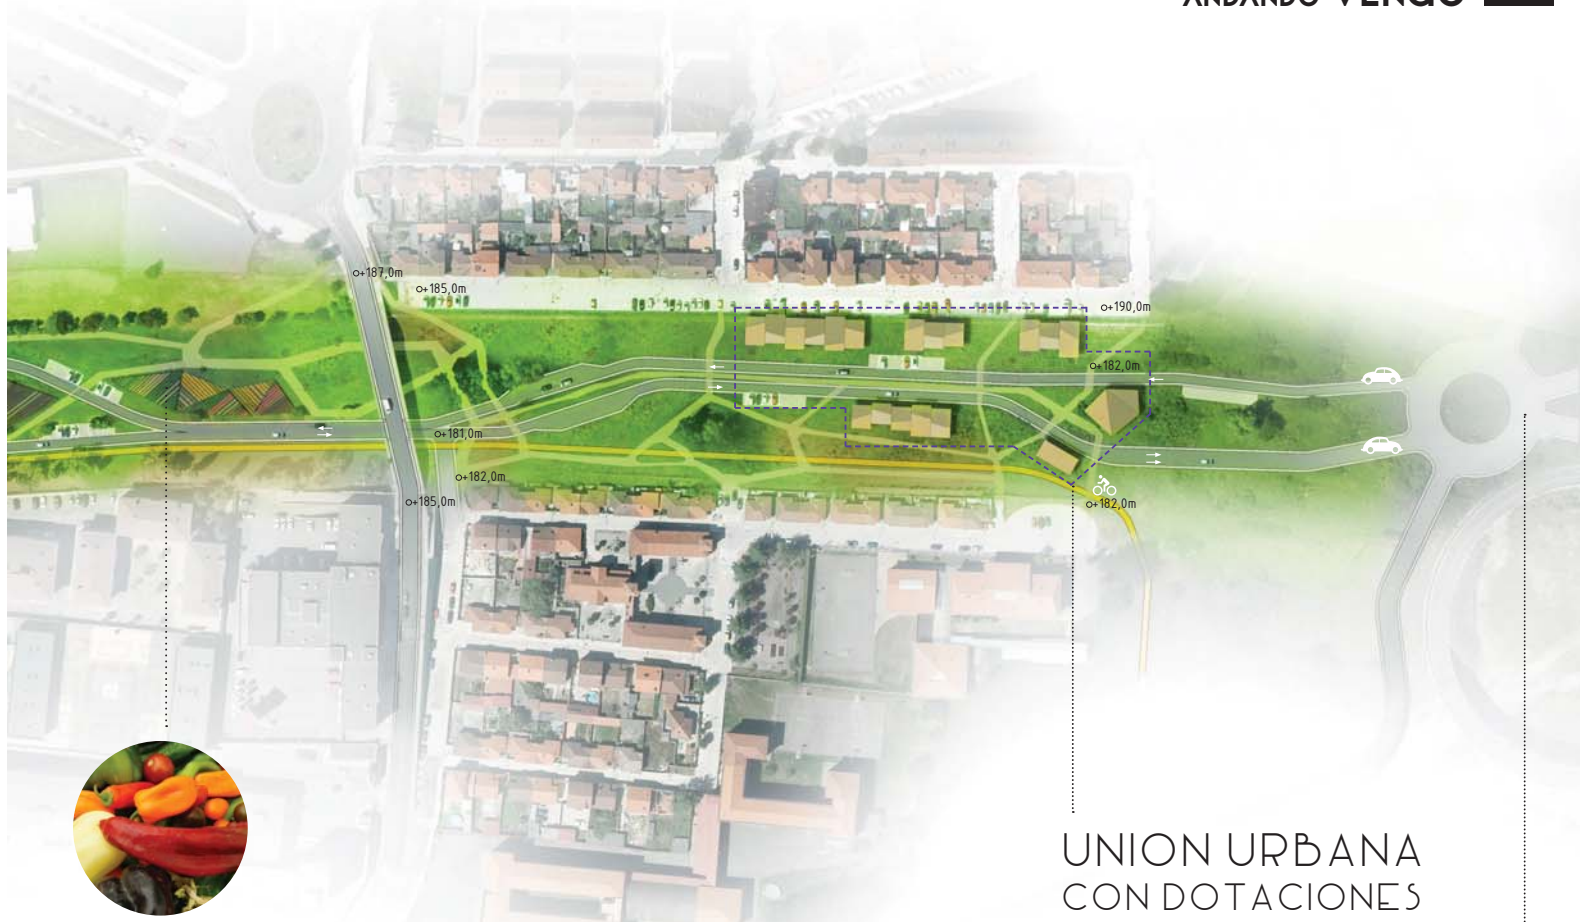 ANDANDO VENGO
+187,0m
+185,0m
+190,0m
+182,0m
+181,0m
+182,0m
+185,0m
+182,0m
UNION URBANA
CON DOTACIONES